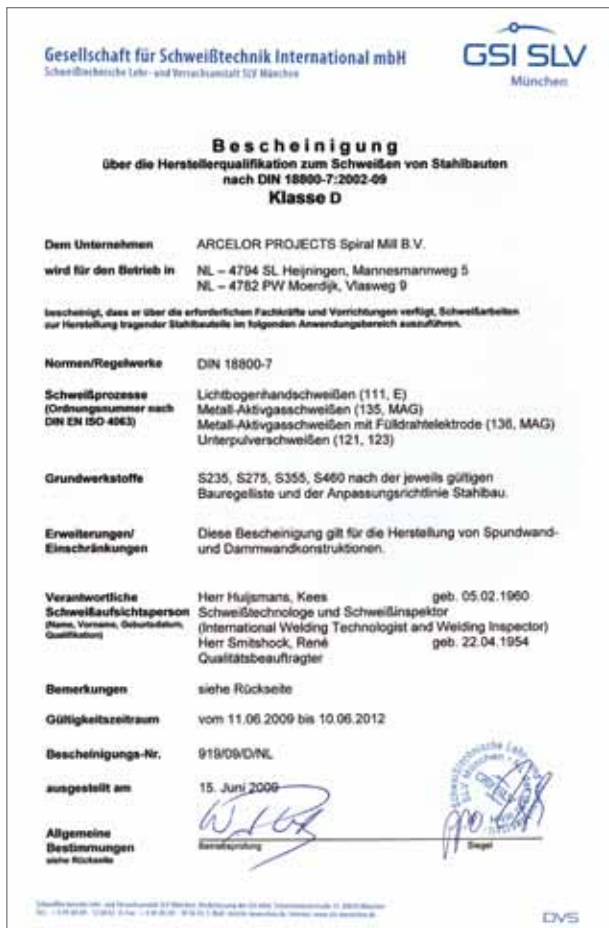 Gesellschaft für Schweißtechnik International mbH
Schweißtechnische Lehr- und Versuchsanstalt SLV München
GSI SLV
München
Bescheinigung
über die Herstellerqualifikation zum Schweißen von Stahlbauten
nach DIN 18800-7:2002-09
Klasse D
Dem Unternehmen ARCELOR PROJECTS Spiral Mill B.V.
wird für den Betrieb in NL – 4794 SL Heijningen, Mannesmannweg 5
NL – 4782 PW Moerdijk, Vlasweg 9
bescheinigt, dass er über die erforderlichen Fachkräfte und Vorrichtungen verfügt, Schweißarbeiten
zur Herstellung tragender Stahlbauteile im folgenden Anwendungsbereich auszuführen.
Normen/Regelwerke DIN 18800-7
Schweißprozesse Lichtbogenhandschweißen (111, E)
(Ordnungsnummer nach Metall-Aktivgasschweißen (135, MAG)
DIN EN ISO 4063) Metall-Aktivgasschweißen mit Fülldrahtelektrode (136, MAG)
Unterpulverschweißen (121, 123)
Grundwerkstoffe S235, S275, S355, S460 nach der jeweils gültigen
Bauregelliste und der Anpassungsrichtlinie Stahlbau.
Erweiterungen/ Diese Bescheinigung gilt für die Herstellung von Spundwand-
Einschränkungen und Dammwandkonstruktionen.
Verantwortliche Herr Huijsmans, Kees geb. 05.02.1960
Schweißaufsichtsperson Schweißtechnologe und Schweißinspektor
(Name, Vorname, Geburtsdatum, (International Welding Technologist and Welding Inspector)
Qualifikation) Herr Smitshock, René geb. 22.04.1954
Qualitätsbeauftragter
Bemerkungen siehe Rückseite
Gültigkeitszeitraum vom 11.06.2009 bis 10.06.2012
Bescheinigungs-Nr. 919/09/D/NL
ausgestellt am 15. Juni 2009
Allgemeine
Bestimmungen Betriebsprüfung Siegel
siehe Rückseite
DVS